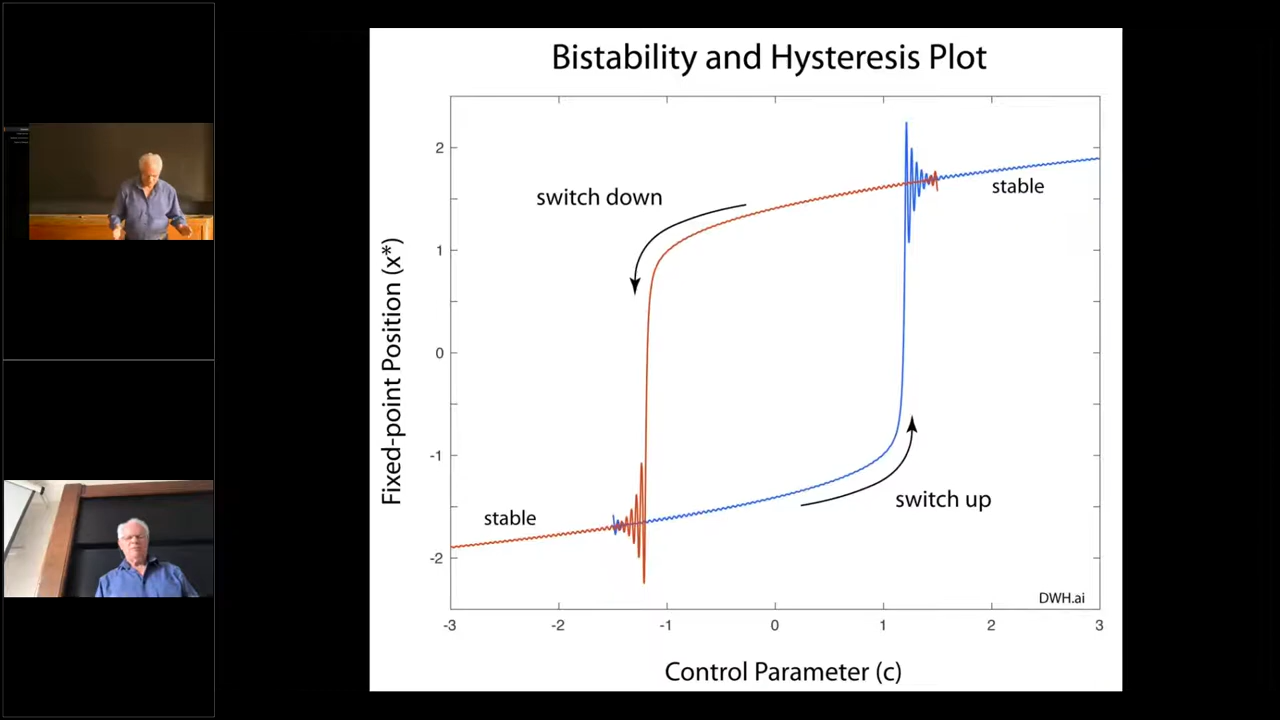 Bistability and Hysteresis Plot
Fixed-point Position (x*)
2
1
0
-1
-2
switch down
stable
switch up
stable
DWH.ai
-3
-2
-1
0
1
2
3
Control Parameter (c)